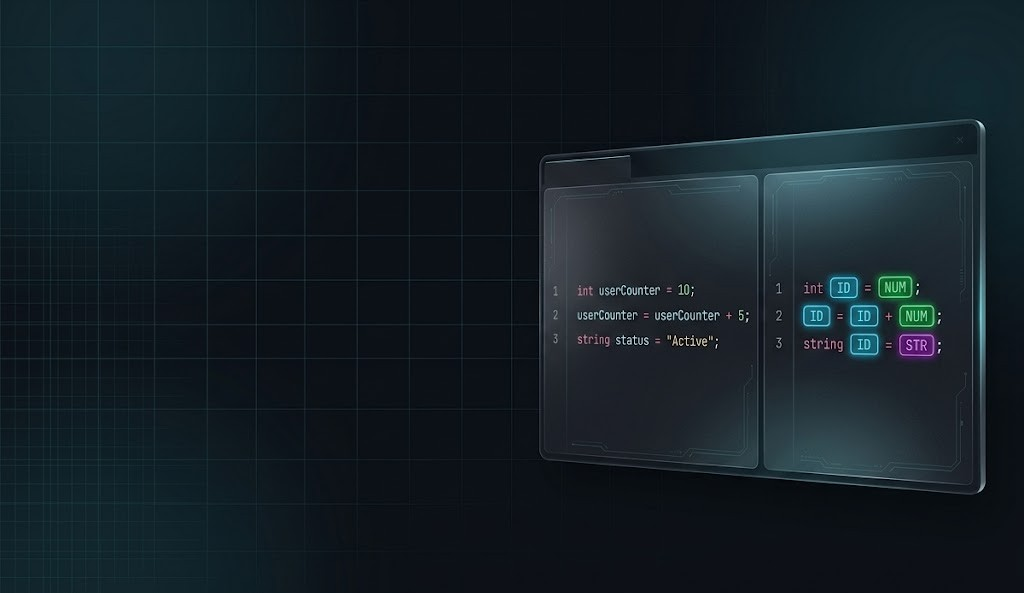 1 int userCounter = 10;
2 userCounter = userCounter + 5;
3 string status = "Active";
1 int ID = NUM;
2 ID = ID + NUM;
3 string ID = STR;